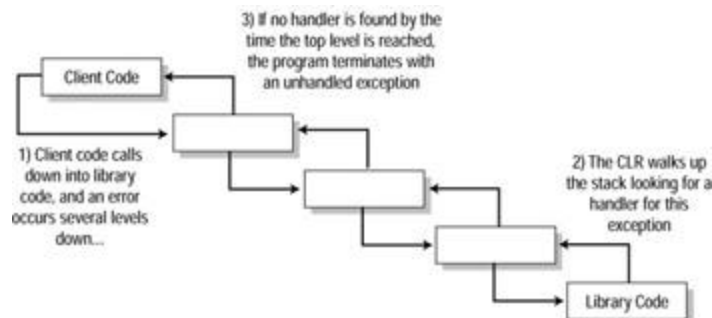 3) If no handler is found by the
time the top level is reached,
the program terminates with
an unhandled exception
Client Code
1) Client code calls
down into library
code, and an error
occurs several levels
down...
2) The CLR walks up
the stack looking for a
handler for this
exception
Library Code